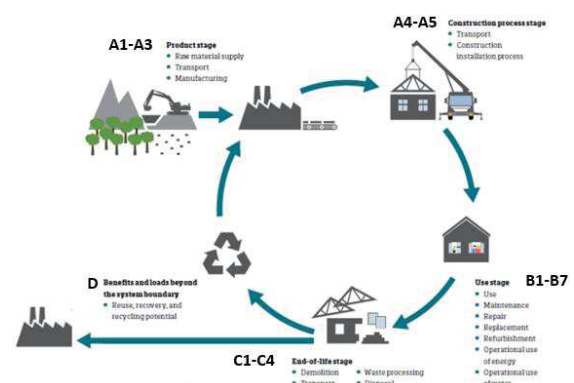 A1-A3
Product stage
• Raw material supply
• Transport
• Manufacturing
A4-A5
Construction process stage
• Transport
• Construction
installation process
B1-B7
Use stage
• Use
• Maintenance
• Repair
• Replacement
• Refurbishment
• Operational use
of energy
• Operational use
C1-C4
End-of-life stage
• Demolition
• Waste processing
D
Benefits and loads beyond
the system boundary
• Reuse, recovery, and
recycling potential